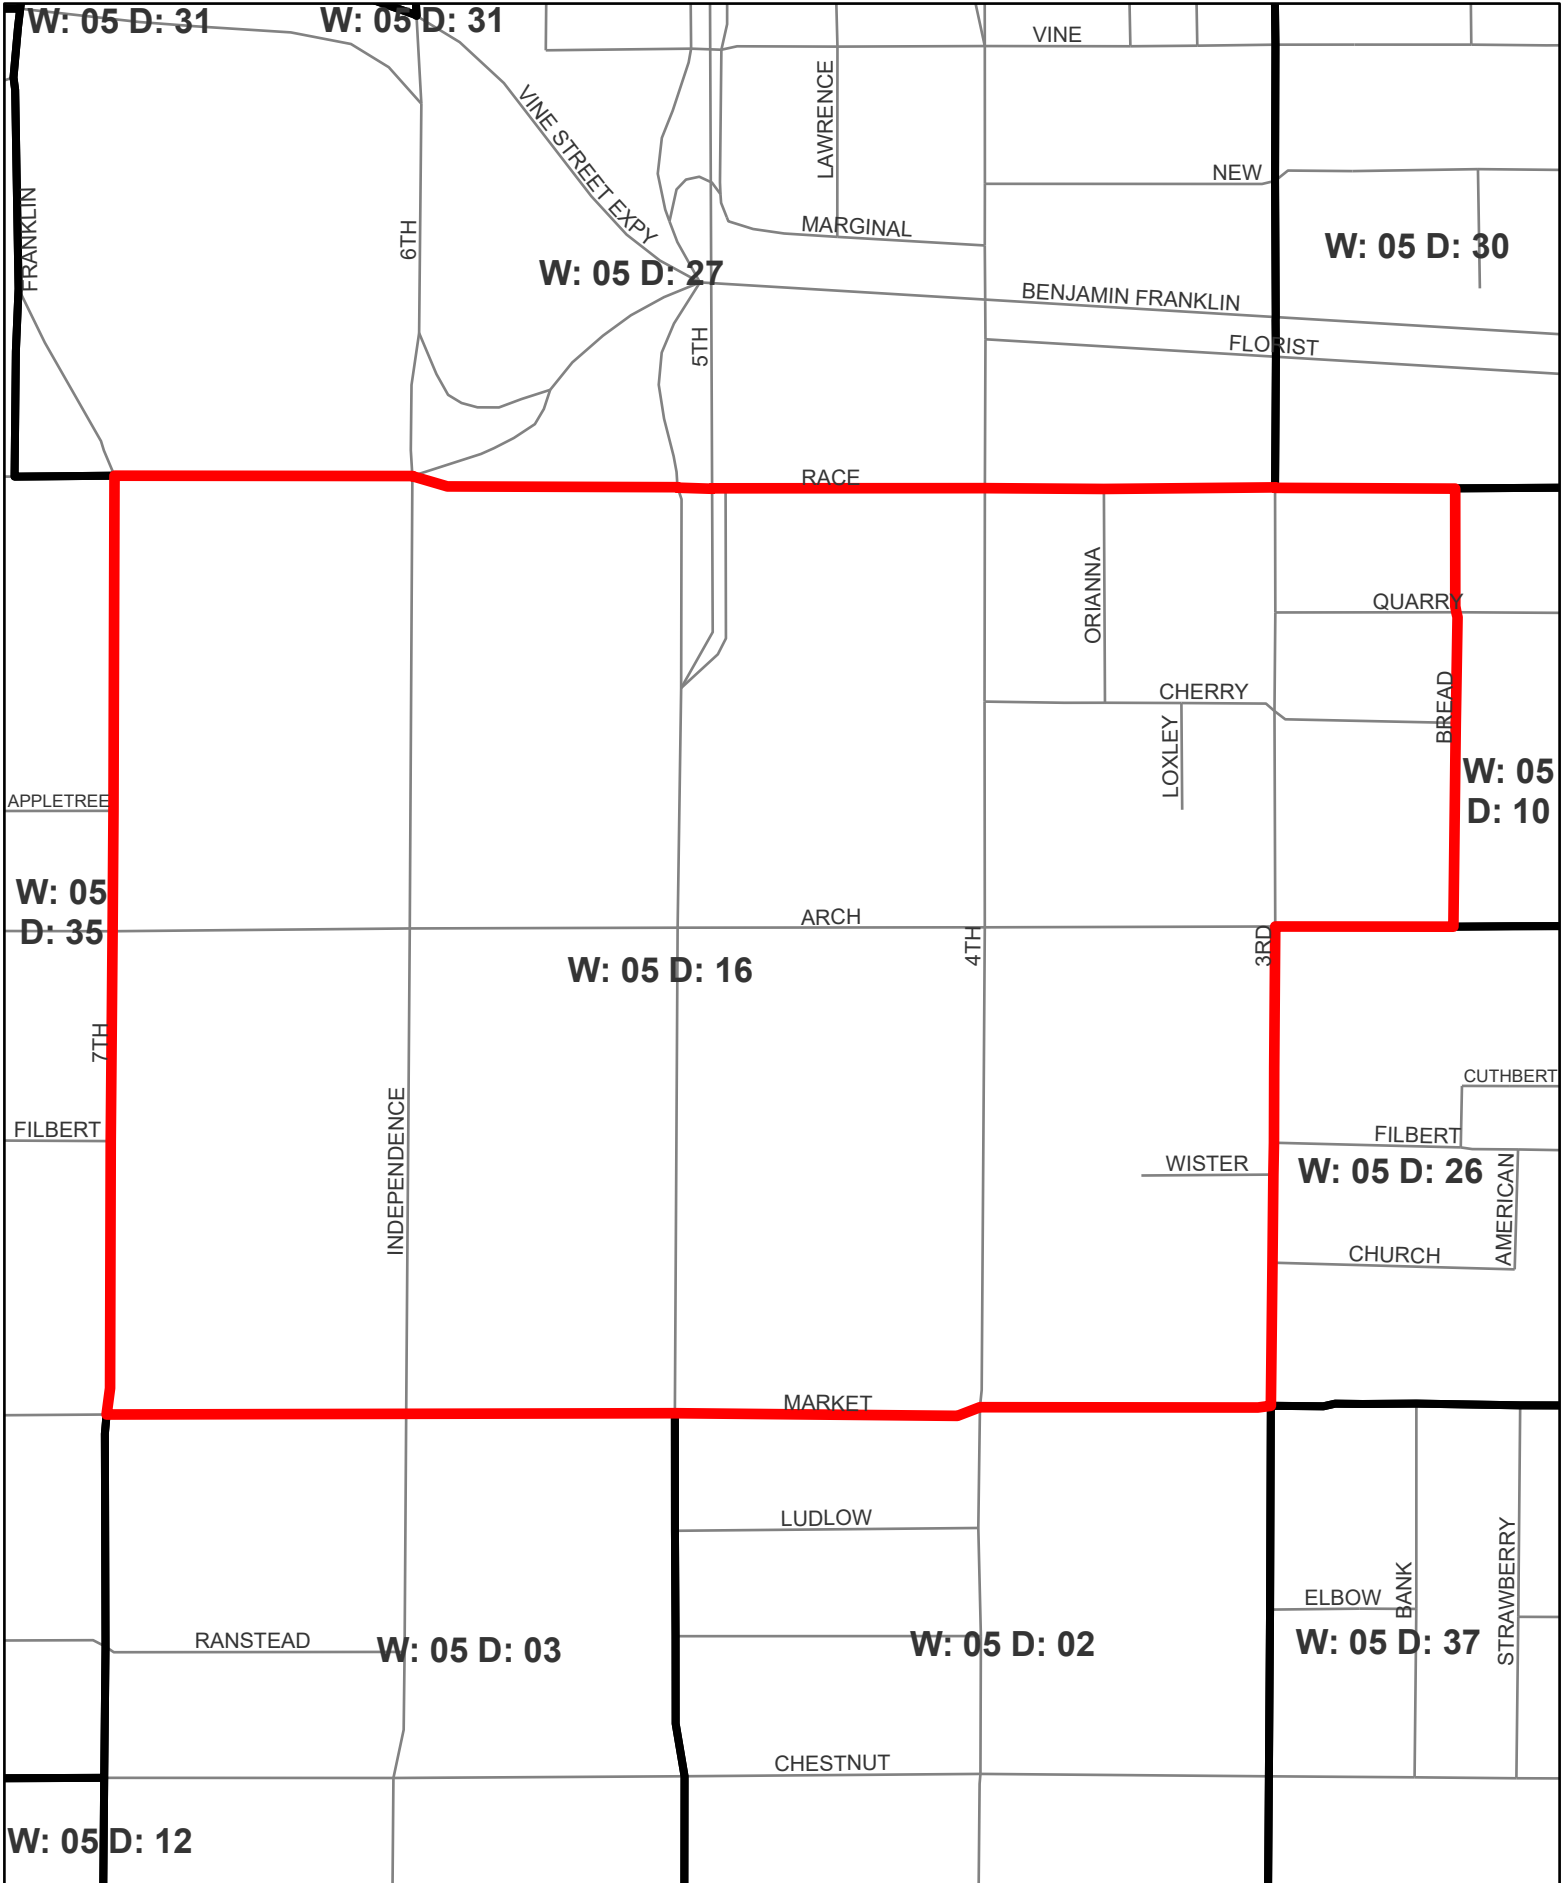 W: 05 D: 31
W: 05 D: 31
VINE
LAWRENCE
VINE STREET EXPY
NEW
FRANKLIN
6TH
MARGINAL
W: 05 D: 30
W: 05 D: 27
BENJAMIN FRANKLIN
5TH
FLORIST
RACE
ORIANNA
QUARRY
CHERRY
BREAD
LOXLEY
W: 05
D: 10
APPLETREE
W: 05
D: 35
ARCH
4TH
3RD
W: 05 D: 16
7TH
CUTHBERT
INDEPENDENCE
FILBERT
FILBERT
WISTER
W: 05 D: 26
AMERICAN
CHURCH
MARKET
LUDLOW
STRAWBERRY
BANK
ELBOW
RANSTEAD
W: 05 D: 03
W: 05 D: 02
W: 05 D: 37
CHESTNUT
W: 05 D: 12